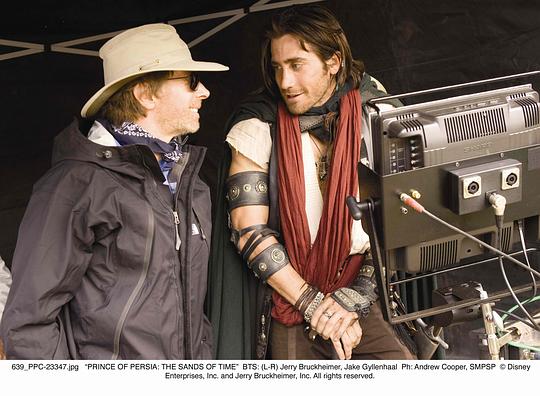 639_PPC-23347.jpg "PRINCE OF PERSIA: THE SANDS OF TIME" BTS: (L-R) Jerry Bruckheimer, Jake Gyllenhaal Ph: Andrew Cooper, SMPSP © Disney
Enterprises, Inc. and Jerry Bruckheimer, Inc. All rights reserved.